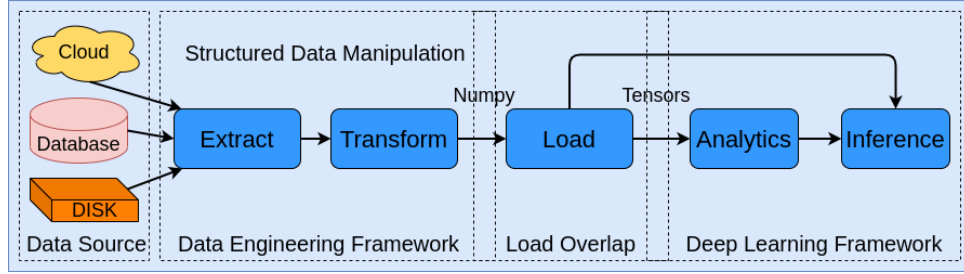 Cloud
Structured Data Manipulation
Numpy
Tensors
Database
Extract
Transform
Load
Analytics
Inference
DISK
Data Source
Data Engineering Framework
Load Overlap
Deep Learning Framework